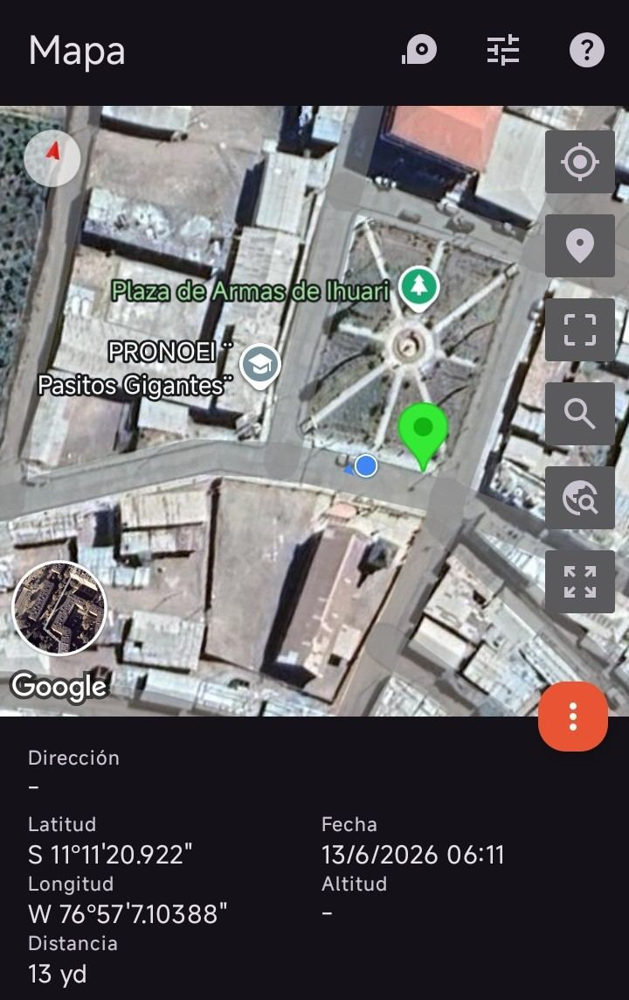 Mapa
Plaza de Armas de Ihuari
PRONOEI ¨
Pasitos Gigantes¨
Google
Dirección
-
Latitud
S 11°11'20.922"
Fecha
13/6/2026 06:11
Longitud
W 76°57'7.10388"
Altitud
-
Distancia
13 yd